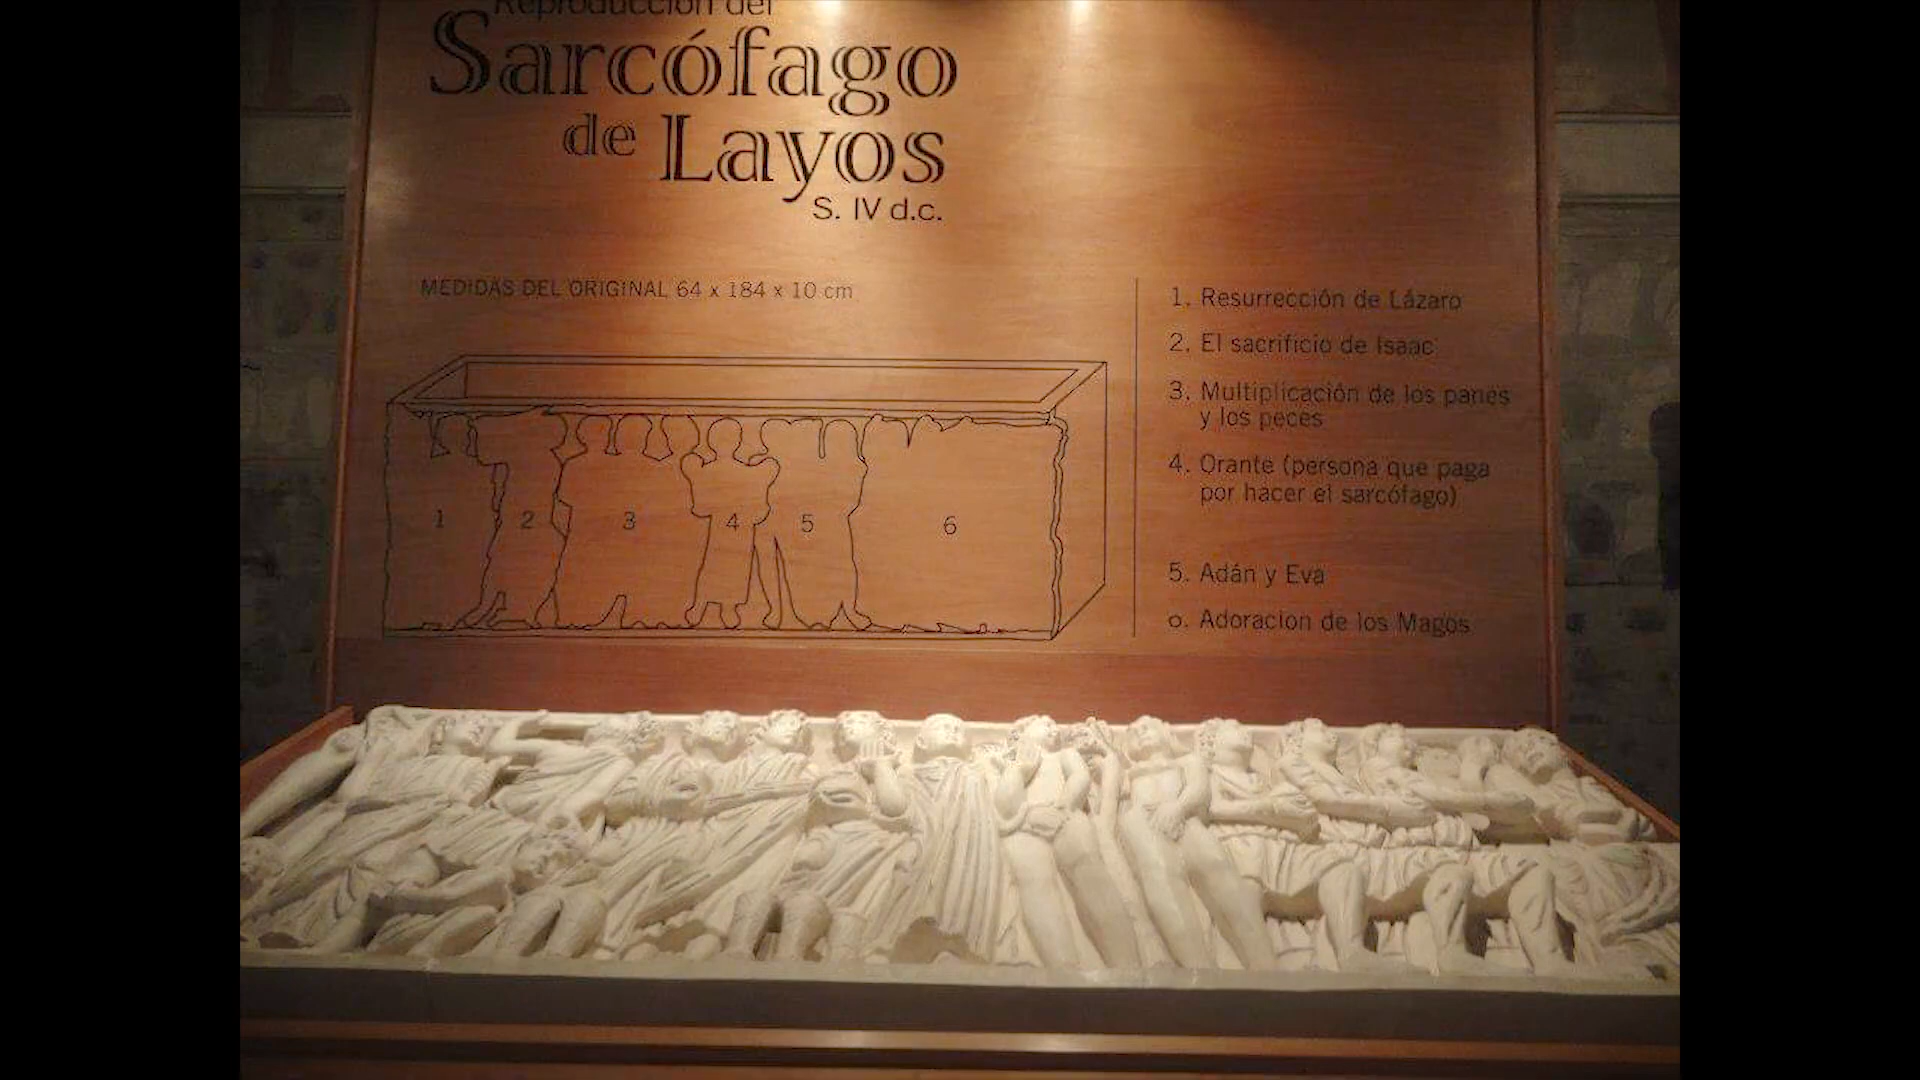 Reproducción del
Sarcófago
de Layos
S. IV d.c.
MEDIDAS DEL ORIGINAL 64 x 184 x 10 cm
1 2 3 4 5 6
1. Resurrección de Lázaro
2. El sacrificio de Isaac
3. Multiplicación de los panes
y los peces
4. Orante (persona que paga
por hacer el sarcófago)
5. Adán y Eva
o. Adoracion de los Magos